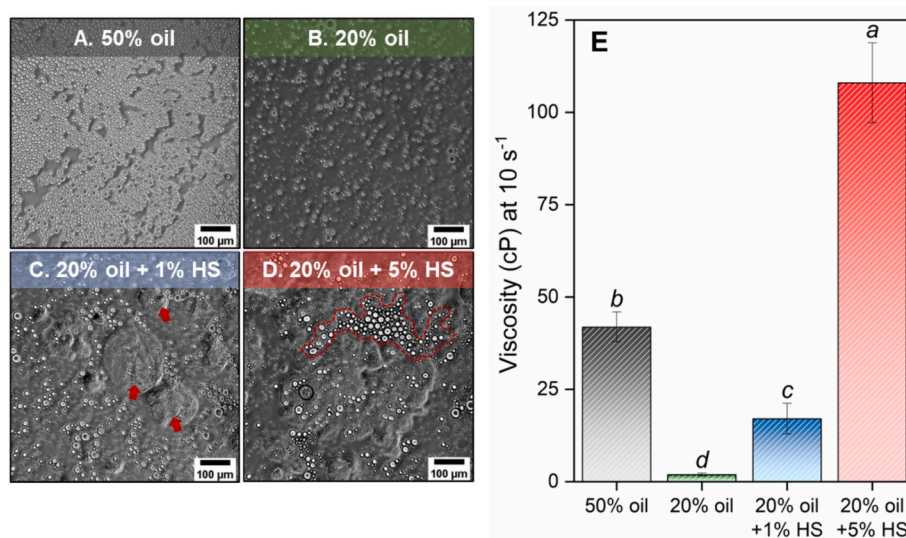 A. 50% oil
B. 20% oil
100 µm
100 µm
C. 20% oil + 1% HS
D. 20% oil + 5% HS
100 µm
100 µm
E
Viscosity (cP) at 10 s⁻¹
125
100
75
50
25
0
b
d
c
a
50% oil
20% oil
20% oil
+1% HS
20% oil
+5% HS